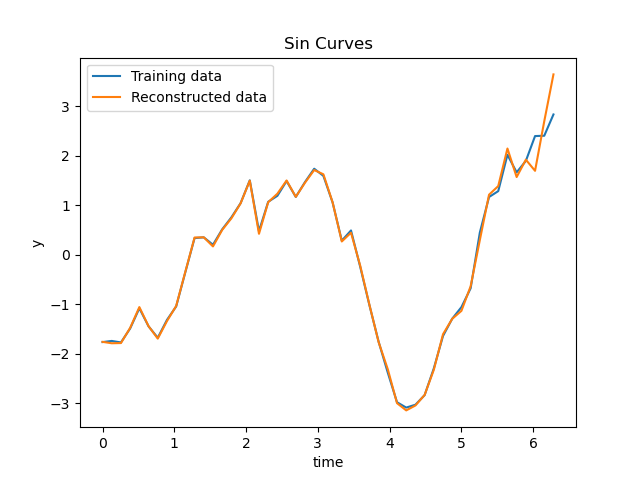 Sin Curves
Training data
Reconstructed data
3
2
1
0
−1
−2
−3
y
0 1 2 3 4 5 6
time